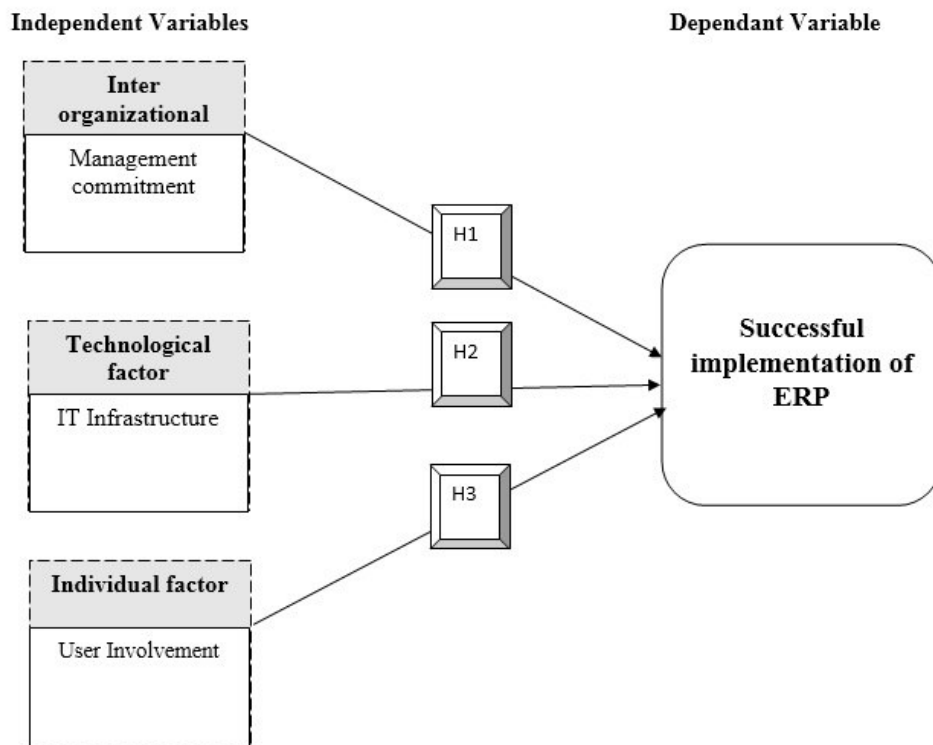 Independent Variables
Dependant Variable
Inter
organizational
Management
commitment
H1
Technological
factor
IT Infrastructure
H2
Successful
implementation of
ERP
H3
Individual factor
User Involvement